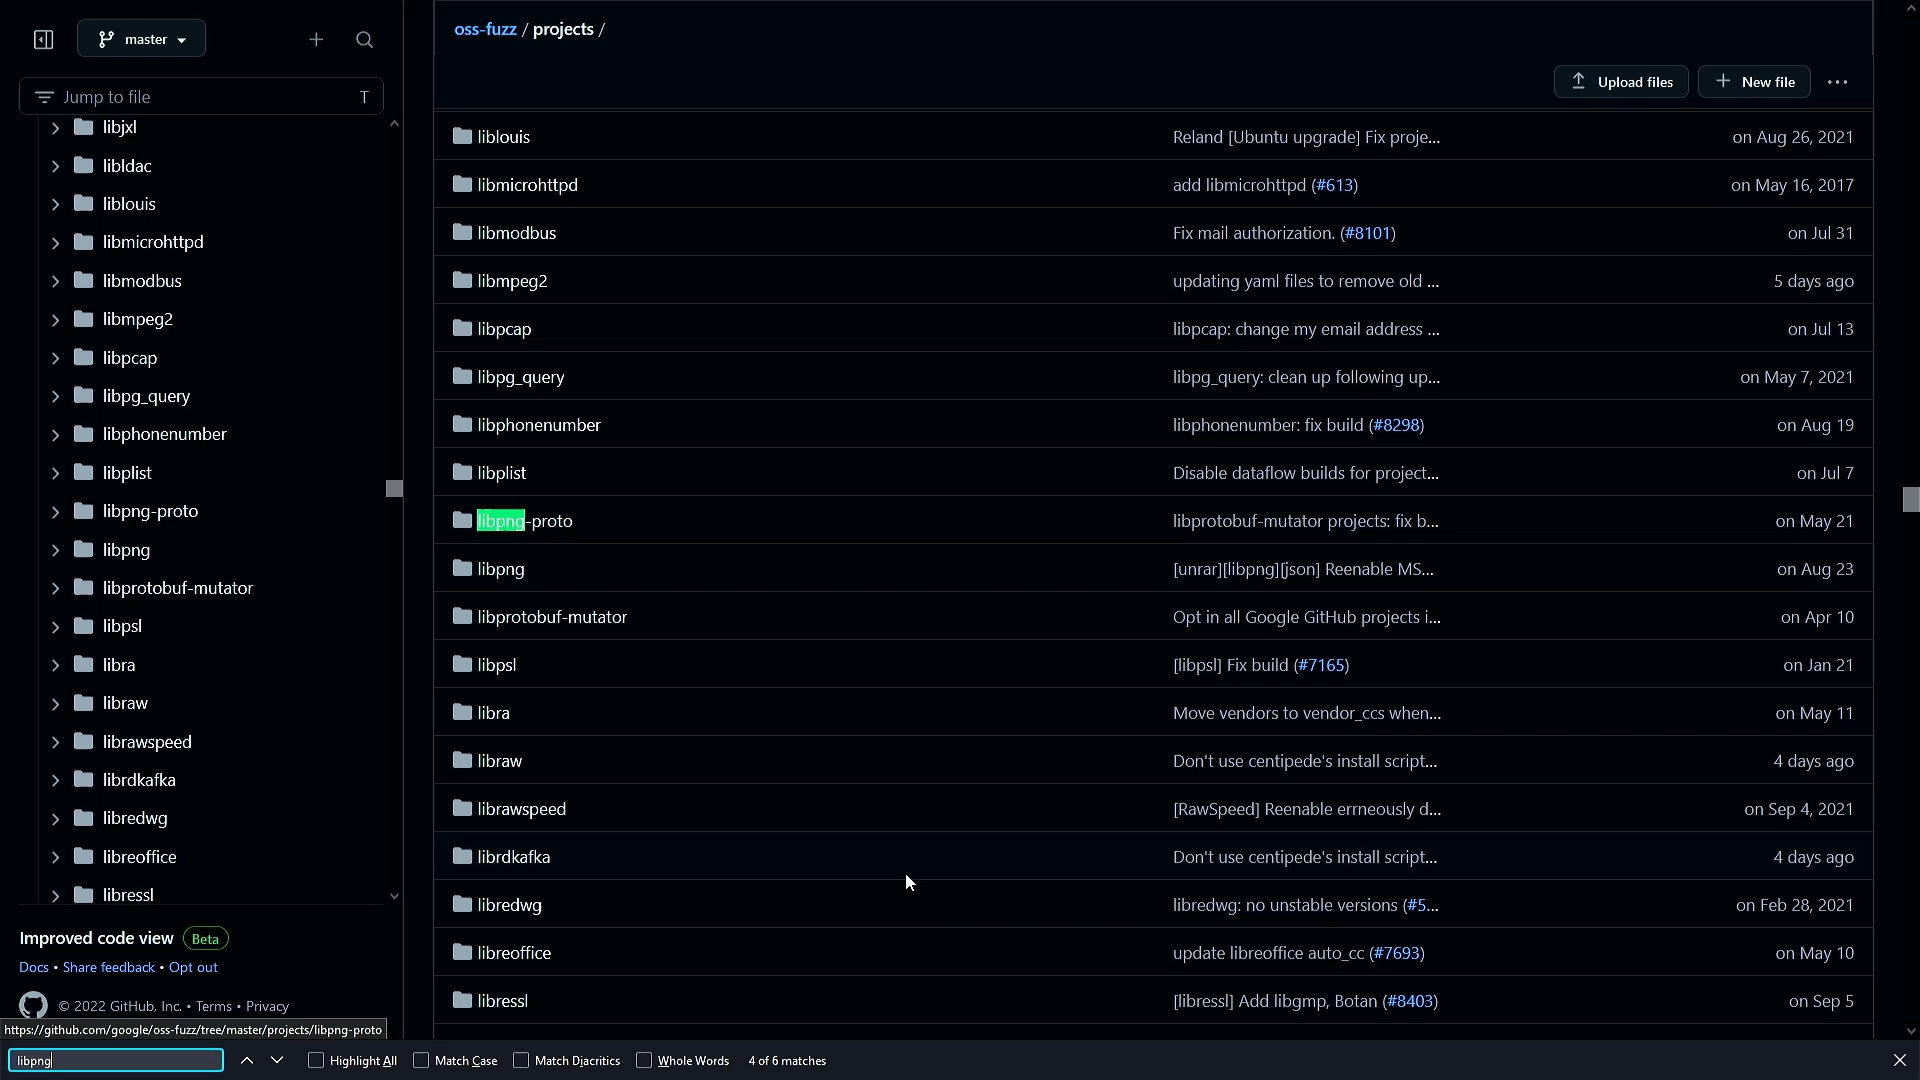 master
Jump to file
T
libjxl
libldac
liblouis
libmicrohttpd
libmodbus
libmpeg2
libpcap
libpg_query
libphonenumber
libplist
libpng-proto
libpng
libprotobuf-mutator
libpsl
libra
libraw
librawspeed
librdkafka
libredwg
libreoffice
libressl
Improved code view Beta
Docs • Share feedback • Opt out
© 2022 GitHub, Inc. • Terms • Privacy
https://github.com/google/oss-fuzz/tree/master/projects/libpng-proto
oss-fuzz / projects /
Upload files
New file
liblouis Reland [Ubuntu upgrade] Fix proje... on Aug 26, 2021
libmicrohttpd add libmicrohttpd (#613) on May 16, 2017
libmodbus Fix mail authorization. (#8101) on Jul 31
libmpeg2 updating yaml files to remove old ... 5 days ago
libpcap libpcap: change my email address ... on Jul 13
libpg_query libpg_query: clean up following up... on May 7, 2021
libphonenumber libphonenumber: fix build (#8298) on Aug 19
libplist Disable dataflow builds for project... on Jul 7
libpng-proto libprotobuf-mutator projects: fix b... on May 21
libpng [unrar][libpng][json] Reenable MS... on Aug 23
libprotobuf-mutator Opt in all Google GitHub projects i... on Apr 10
libpsl [libpsl] Fix build (#7165) on Jan 21
libra Move vendors to vendor_ccs when... on May 11
libraw Don't use centipede's install script... 4 days ago
librawspeed [RawSpeed] Reenable errneously d... on Sep 4, 2021
librdkafka Don't use centipede's install script... 4 days ago
libredwg libredwg: no unstable versions (#5... on Feb 28, 2021
libreoffice update libreoffice auto_cc (#7693) on May 10
libressl [libressl] Add libgmp, Botan (#8403) on Sep 5
libpng Highlight All Match Case Match Diacritics Whole Words 4 of 6 matches